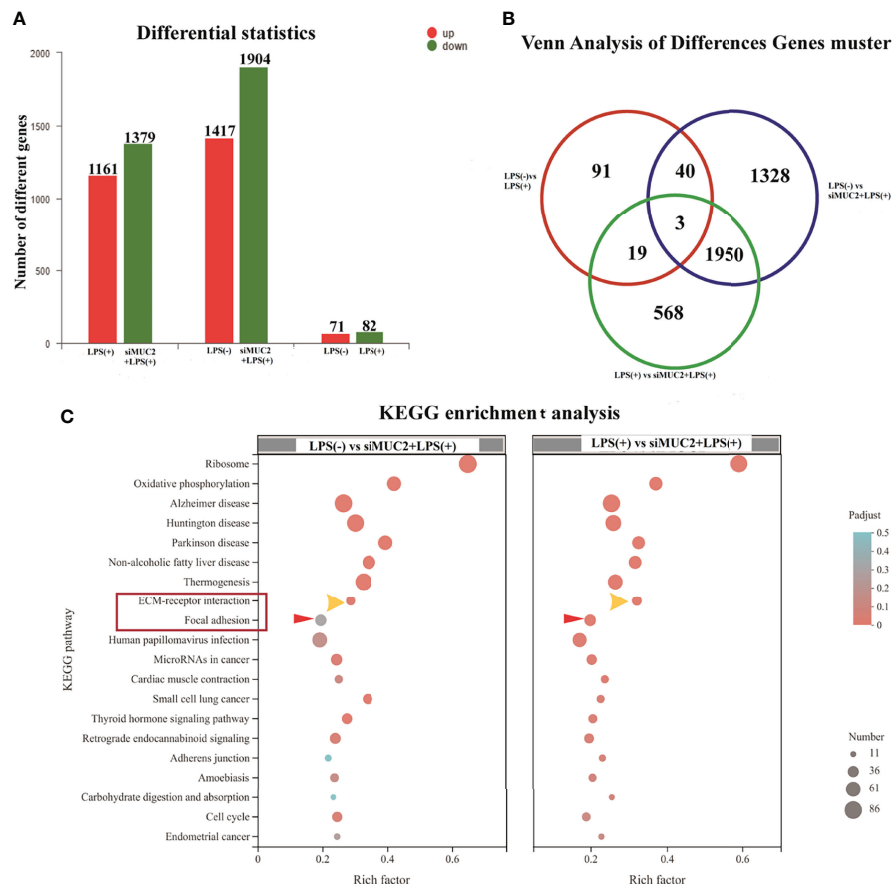 A
Differential statistics
up
down
2000
1500
1000
500
0
Number of different genes
1161
1379
1417
1904
71
82
LPS(+)
siMUC2
+LPS(+)
LPS(-)
siMUC2
+LPS(+)
LPS(-)
LPS(+)
B
Venn Analysis of Differences Genes muster
LPS(-)vs
LPS(+)
91
40
1328
LPS(-) vs
siMUC2+LPS(+)
3
19
1950
568
LPS(+) vs siMUC2+LPS(+)
C
KEGG enrichment analysis
LPS(-) vs siMUC2+LPS(+)
LPS(+) vs siMUC2+LPS(+)
KEGG pathway
Ribosome
Oxidative phosphorylation
Alzheimer disease
Huntington disease
Parkinson disease
Non-alcoholic fatty liver disease
Thermogenesis
ECM-receptor interaction
Focal adhesion
Human papillomavirus infection
MicroRNAs in cancer
Cardiac muscle contraction
Small cell lung cancer
Thyroid hormone signaling pathway
Retrograde endocannabinoid signaling
Adherens junction
Amoebiasis
Carbohydrate digestion and absorption
Cell cycle
Endometrial cancer
0 0.2 0.4 0.6
Rich factor
0.2 0.4 0.6
Rich factor
Padjust
0.5
0.4
0.3
0.2
0.1
0
Number
11
36
61
86